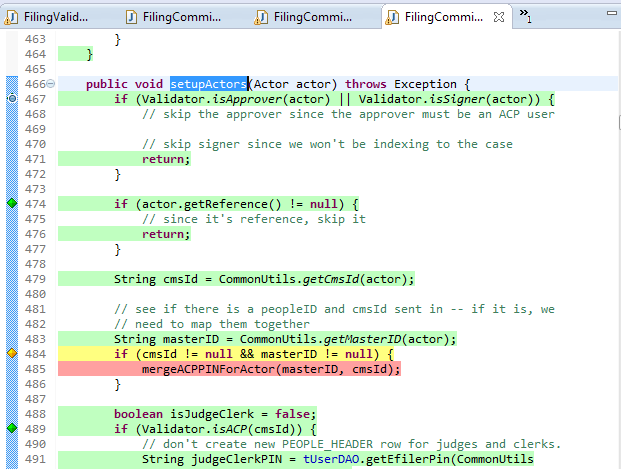 FilingValid... FilingCommi... FilingCommi... FilingCommi... »1
463 }
464 }
465
466 public void setupActors(Actor actor) throws Exception {
467 if (Validator.isApprover(actor) || Validator.isSigner(actor)) {
468 // skip the approver since the approver must be an ACP user
469
470 // skip signer since we won't be indexing to the case
471 return;
472 }
473
474 if (actor.getReference() != null) {
475 // since it's reference, skip it
476 return;
477 }
478
479 String cmsId = CommonUtils.getCmsId(actor);
480
481 // see if there is a peopleID and cmsId sent in -- if it is, we
482 // need to map them together
483 String masterID = CommonUtils.getMasterID(actor);
484 if (cmsId != null && masterID != null) {
485 mergeACPPINForActor(masterID, cmsId);
486 }
487
488 boolean isJudgeClerk = false;
489 if (Validator.isACP(cmsId)) {
490 // don't create new PEOPLE_HEADER row for judges and clerks.
491 String judgeClerkPIN = tUserDAO.getEfilerPin(CommonUtils